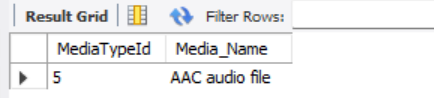 Result Grid Filter Rows:
MediaTypeId Media_Name
5 AAC audio file